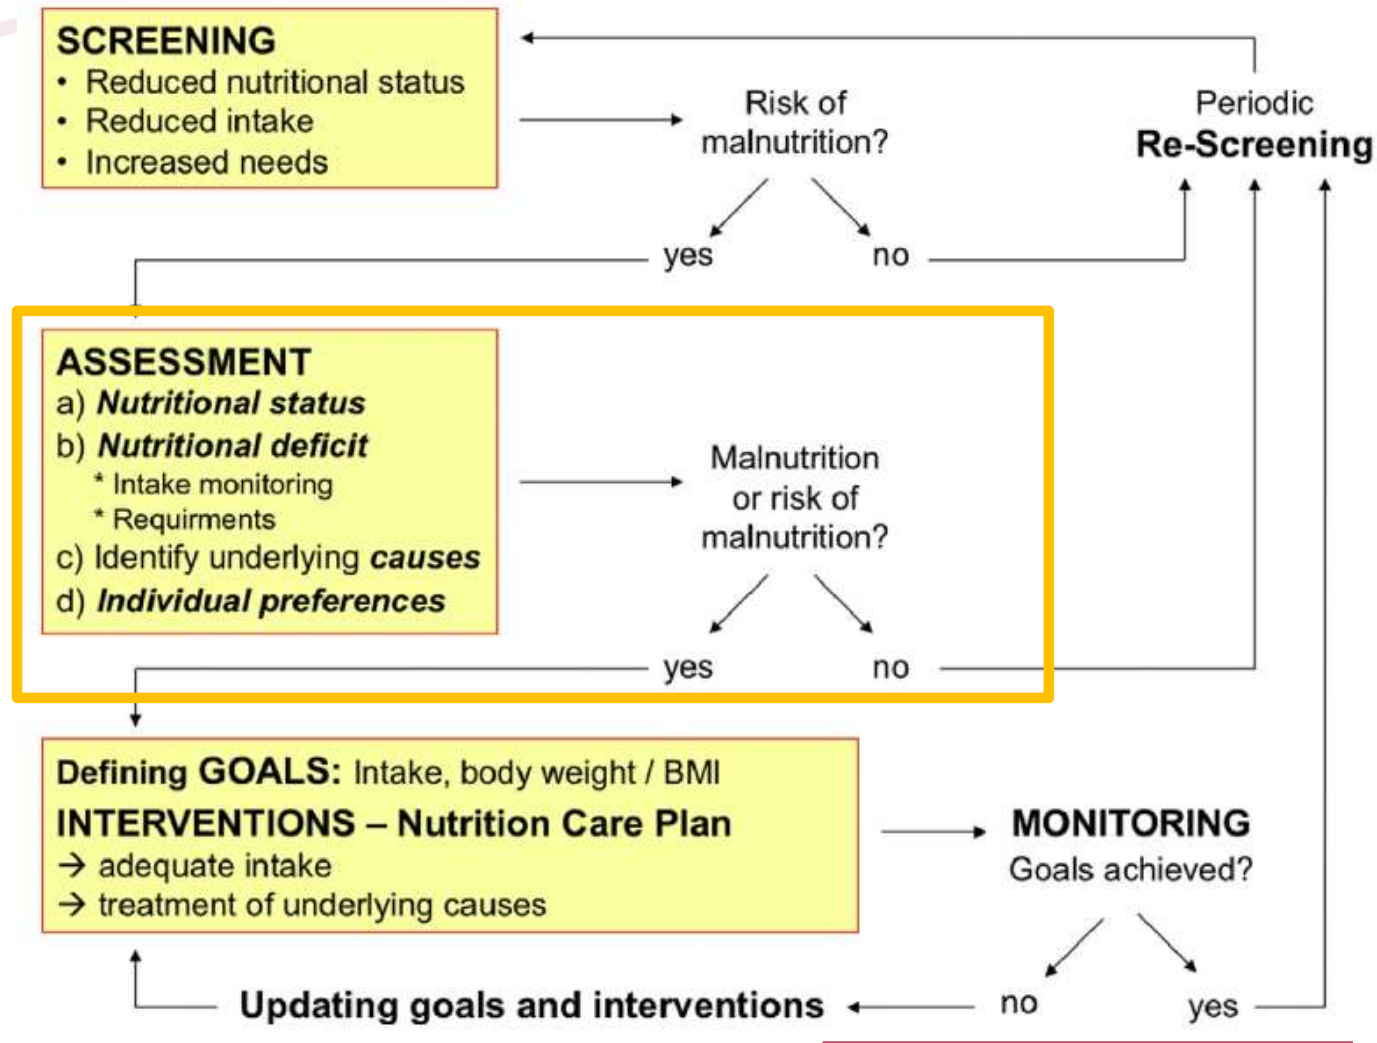 SCREENING
• Reduced nutritional status
• Reduced intake
• Increased needs
Risk of
malnutrition?
Periodic
Re-Screening
yes
no
ASSESSMENT
a) Nutritional status
b) Nutritional deficit
* Intake monitoring
* Requirments
c) Identify underlying causes
d) Individual preferences
Malnutrition
or risk of
malnutrition?
yes
no
Defining GOALS: Intake, body weight / BMI
INTERVENTIONS – Nutrition Care Plan
→ adequate intake
→ treatment of underlying causes
MONITORING
Goals achieved?
no
yes
Updating goals and interventions